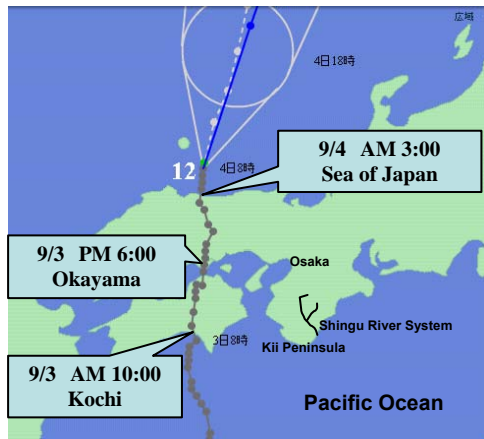 広域
4日18時
9/4 AM 3:00
Sea of Japan
12
4日8時
9/3 PM 6:00
Okayama
Osaka
Shingu River System
3日8時
Kii Peninsula
9/3 AM 10:00
Kochi
Pacific Ocean